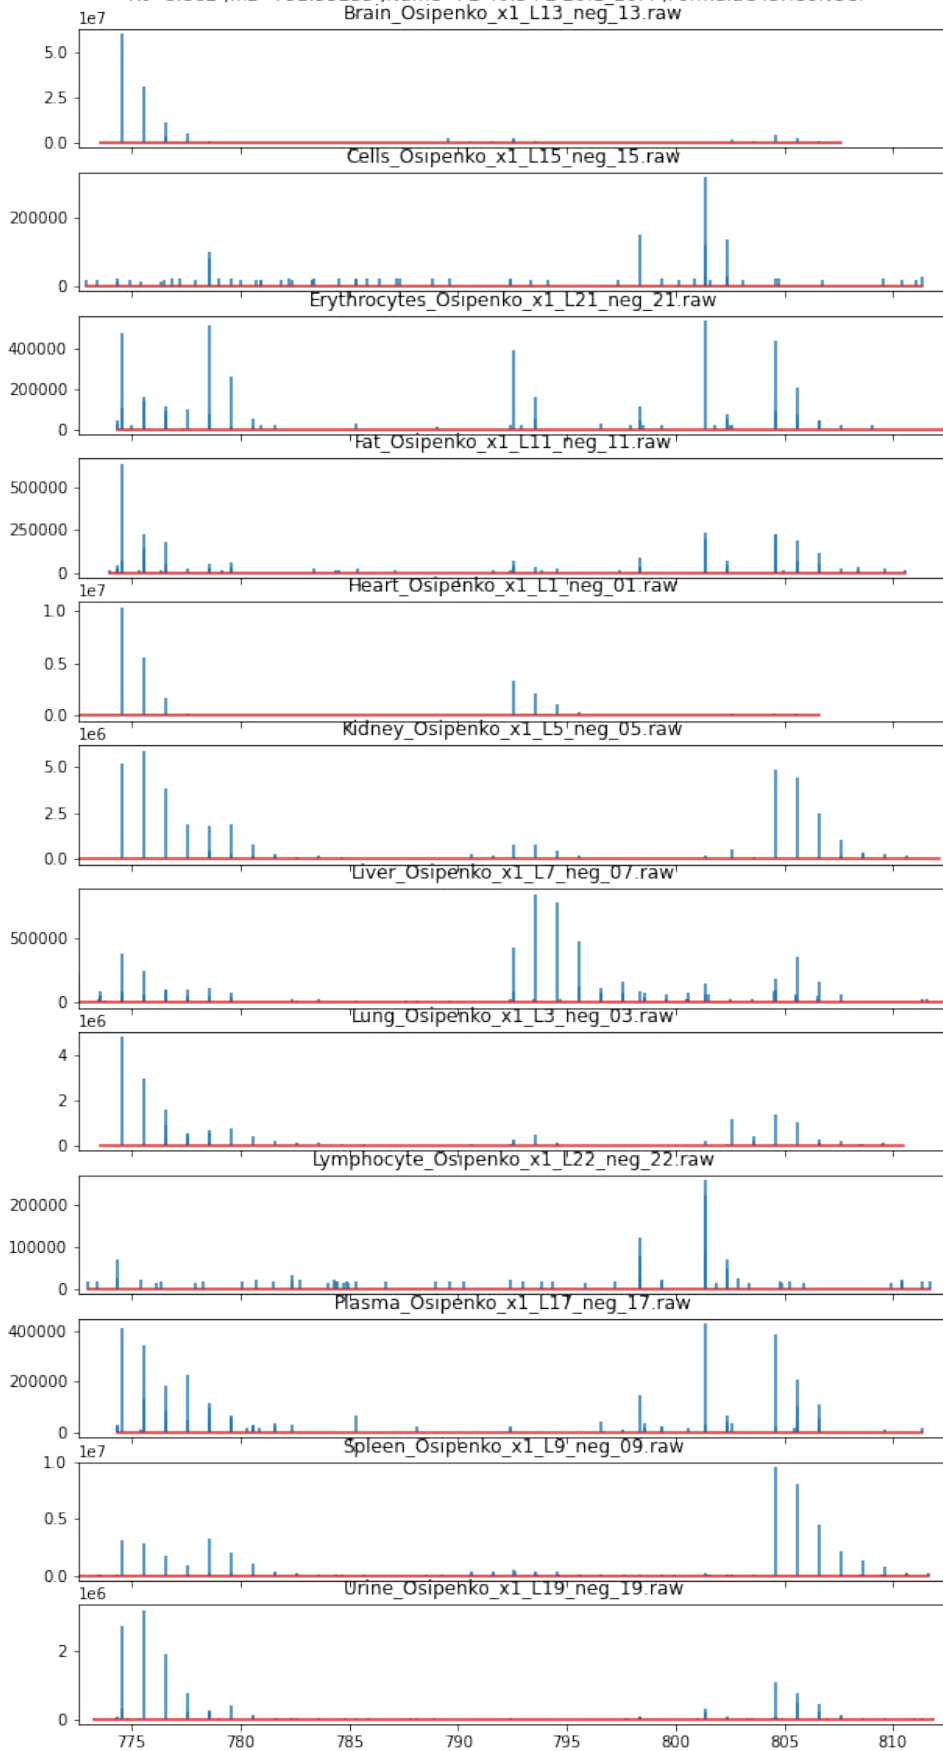 Brain_Osipenko_x1_L13_neg_13.raw
1e7
5.0
2.5
0.0
Cells_Osipenko_x1_L15_neg_15.raw
200000
0
Erythrocytes_Osipenko_x1_L21_neg_21.raw
400000
200000
0
Fat_Osipenko_x1_L11_neg_11.raw
500000
250000
0
Heart_Osipenko_x1_L1_neg_01.raw
1e7
1.0
0.5
0.0
Kidney_Osipenko_x1_L5_neg_05.raw
1e6
5.0
2.5
0.0
Liver_Osipenko_x1_L7_neg_07.raw
500000
0
Lung_Osipenko_x1_L3_neg_03.raw
1e6
4
2
0
Lymphocyte_Osipenko_x1_L22_neg_22.raw
200000
100000
0
Plasma_Osipenko_x1_L17_neg_17.raw
400000
200000
0
Spleen_Osipenko_x1_L9_neg_09.raw
1e7
1.0
0.5
0.0
Urine_Osipenko_x1_L19_neg_19.raw
1e6
2
0
775 780 785 790 795 800 805 810